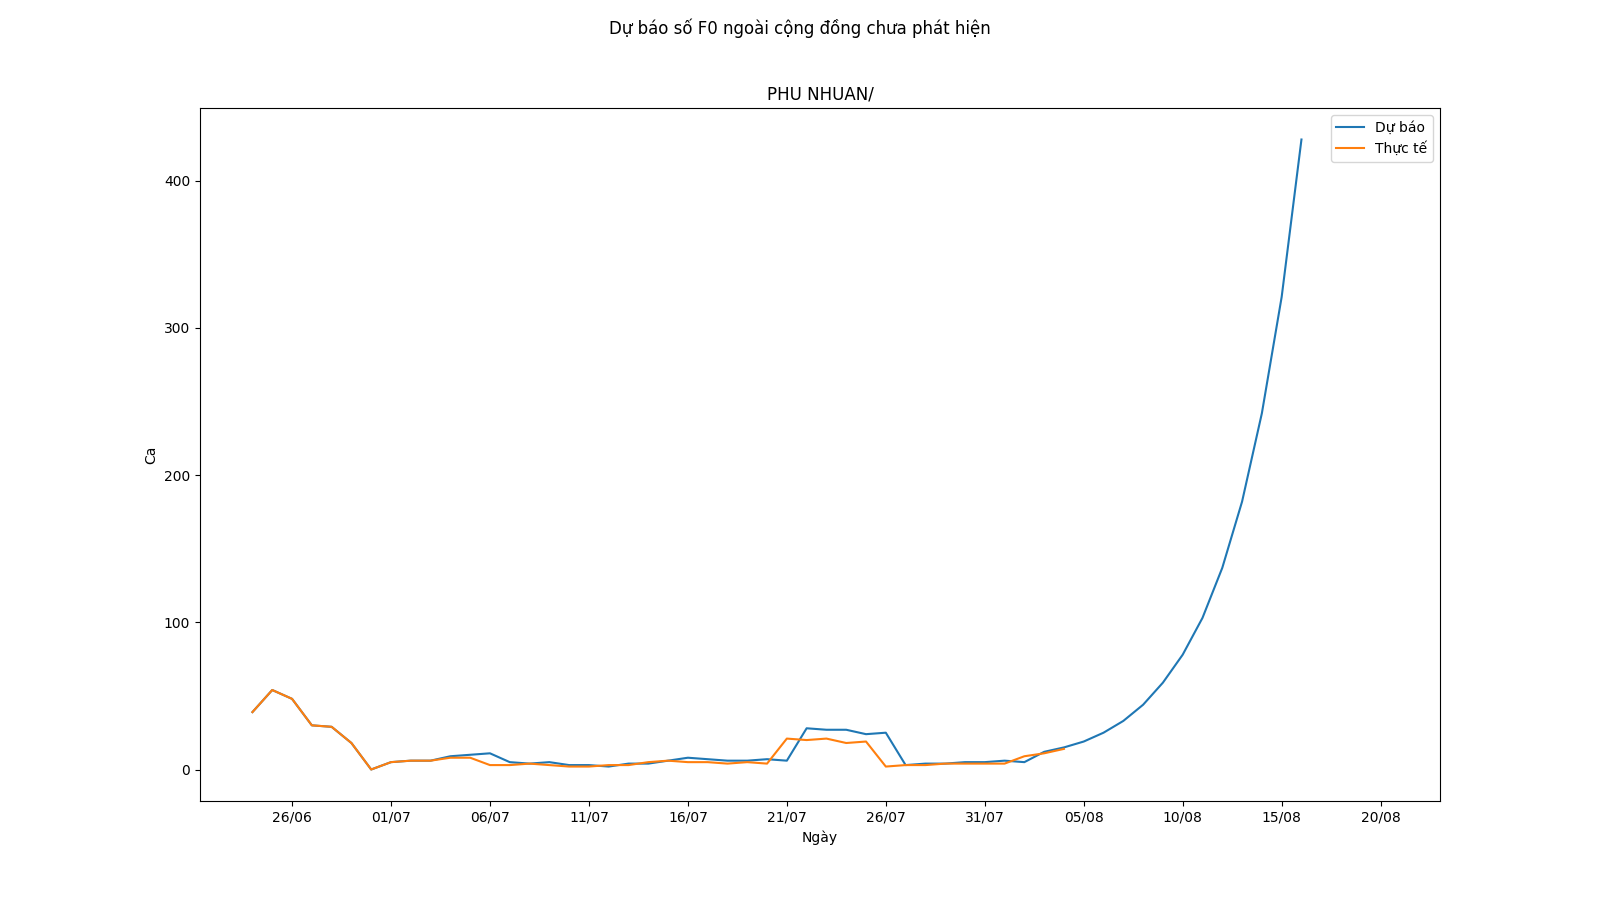 Dự báo số F0 ngoài cộng đồng chưa phát hiện
PHU NHUAN/
Dự báo
Thực tế
400
300
200
100
0
Ca
26/06 01/07 06/07 11/07 16/07 21/07 26/07 31/07 05/08 10/08 15/08 20/08
Ngày